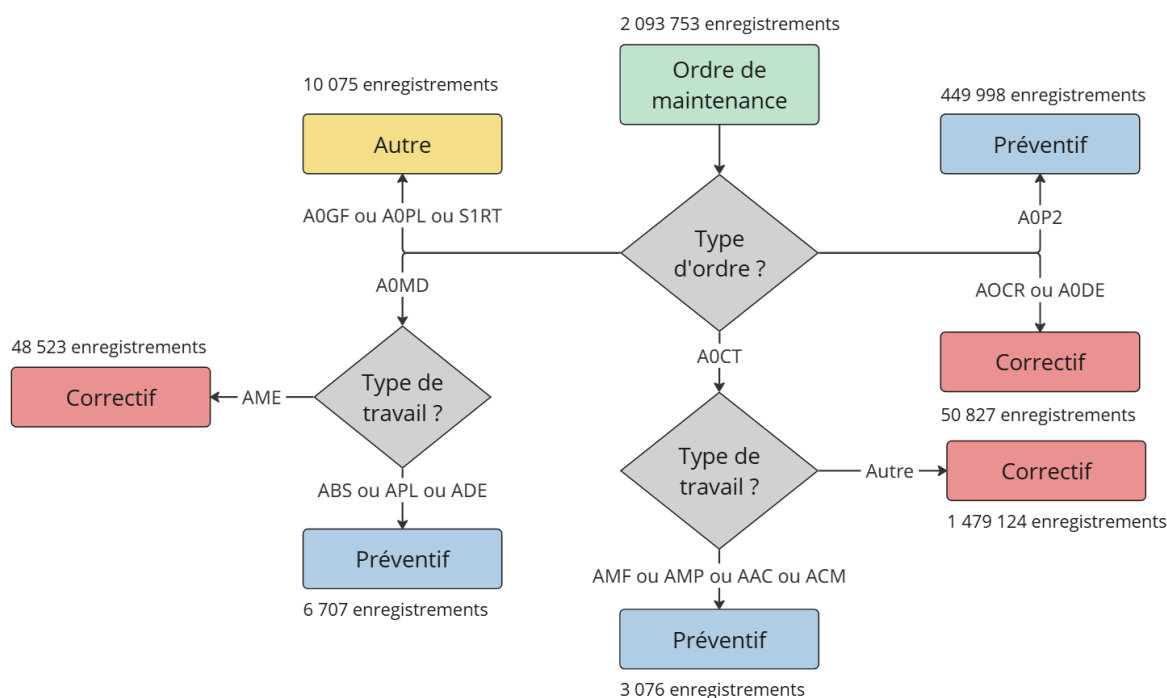 2 093 753 enregistrements
Ordre de
maintenance
10 075 enregistrements
Autre
449 998 enregistrements
Préventif
A0GF ou A0PL ou S1RT
A0P2
Type
d'ordre ?
A0MD
AOCR ou A0DE
48 523 enregistrements
Correctif
AME
Type de
travail ?
A0CT
Correctif
50 827 enregistrements
Type de
travail ?
Autre
Correctif
1 479 124 enregistrements
ABS ou APL ou ADE
Préventif
6 707 enregistrements
AMF ou AMP ou AAC ou ACM
Préventif
3 076 enregistrements